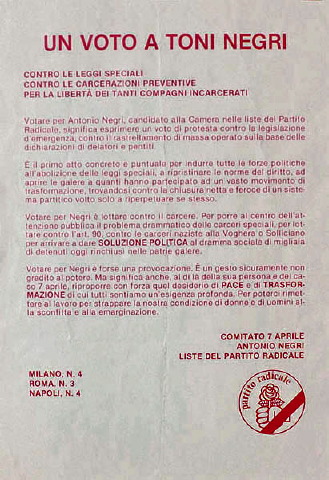 UN VOTO A TONI NEGRI
CONTRO LE LEGGI SPECIALI
CONTRO LE CARCERAZIONI PREVENTIVE
PER LA LIBERTÀ DEI TANTI COMPAGNI INCARCERATI
Votare per Antonio Negri, candidato alla Camera nelle liste del Partito
Radicale, significa esprimere un voto di protesta contro la legislazione
d'emergenza, contro il rastrellamento di massa operato sulla base delle
dichiarazioni di delatori e pentiti.
È il primo atto concreto e puntuale per indurre tutte le forze politiche
all'abolizione delle leggi speciali, a ripristinare le norme del diritto, ad
aprire le galere a quanti hanno partecipato ad un vasto movimento di
trasformazione, trovandosi contro la chiusura netta e feroce di un siste-
ma partitico volto solo a riperpetuare se stesso.
Votare per Negri è lottare contro il carcere. Per porre al centro dell'at-
tenzione pubblica il problema drammatico delle carceri speciali, per lot-
tare contro l'art. 90, contro le carceri naziste alla Voghera o Sollicciano
per arrivare a dare SOLUZIONE POLITICA al dramma sociale di migliaia
di detenuti oggi rinchiusi nelle patrie galere.
Votare per Negri è forse una provocazione. È un gesto sicuramente non
gradito al potere. Ma significa anche, al di là della sua persona e del ca-
so 7 aprile, riproporre con forza quel desiderio di PACE e di TRASFOR-
MAZIONE di cui tutti sentiamo un'esigenza profonda. Per poterci rimet-
tere al lavoro per strappare la nostra condizione di donne e di uomini al-
la sconfitta e alla emarginazione.
COMITATO 7 APRILE
ANTONIO NEGRI
LISTE DEL PARTITO RADICALE
MILANO, N. 4
ROMA, N. 3
NAPOLI, N. 4
partito radicale